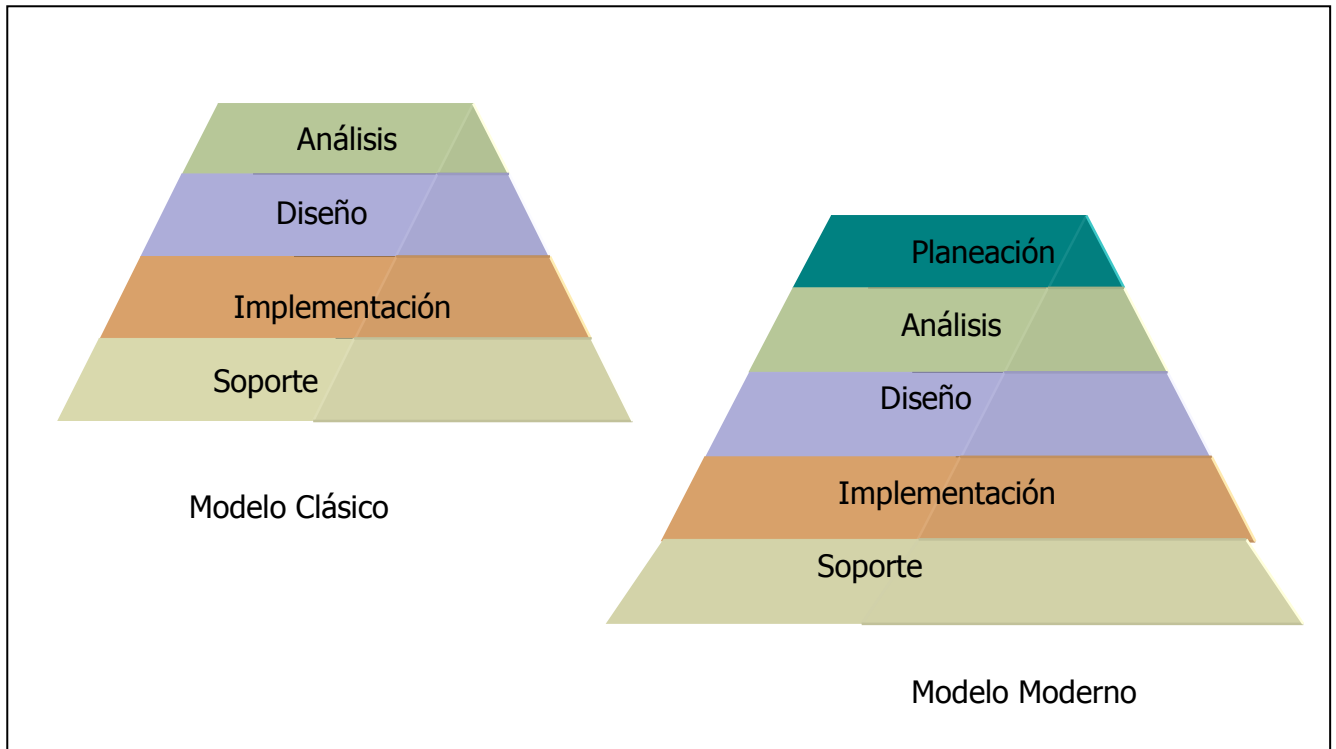 Análisis
Diseño
Implementación
Soporte
Modelo Clásico
Planeación
Análisis
Diseño
Implementación
Soporte
Modelo Moderno